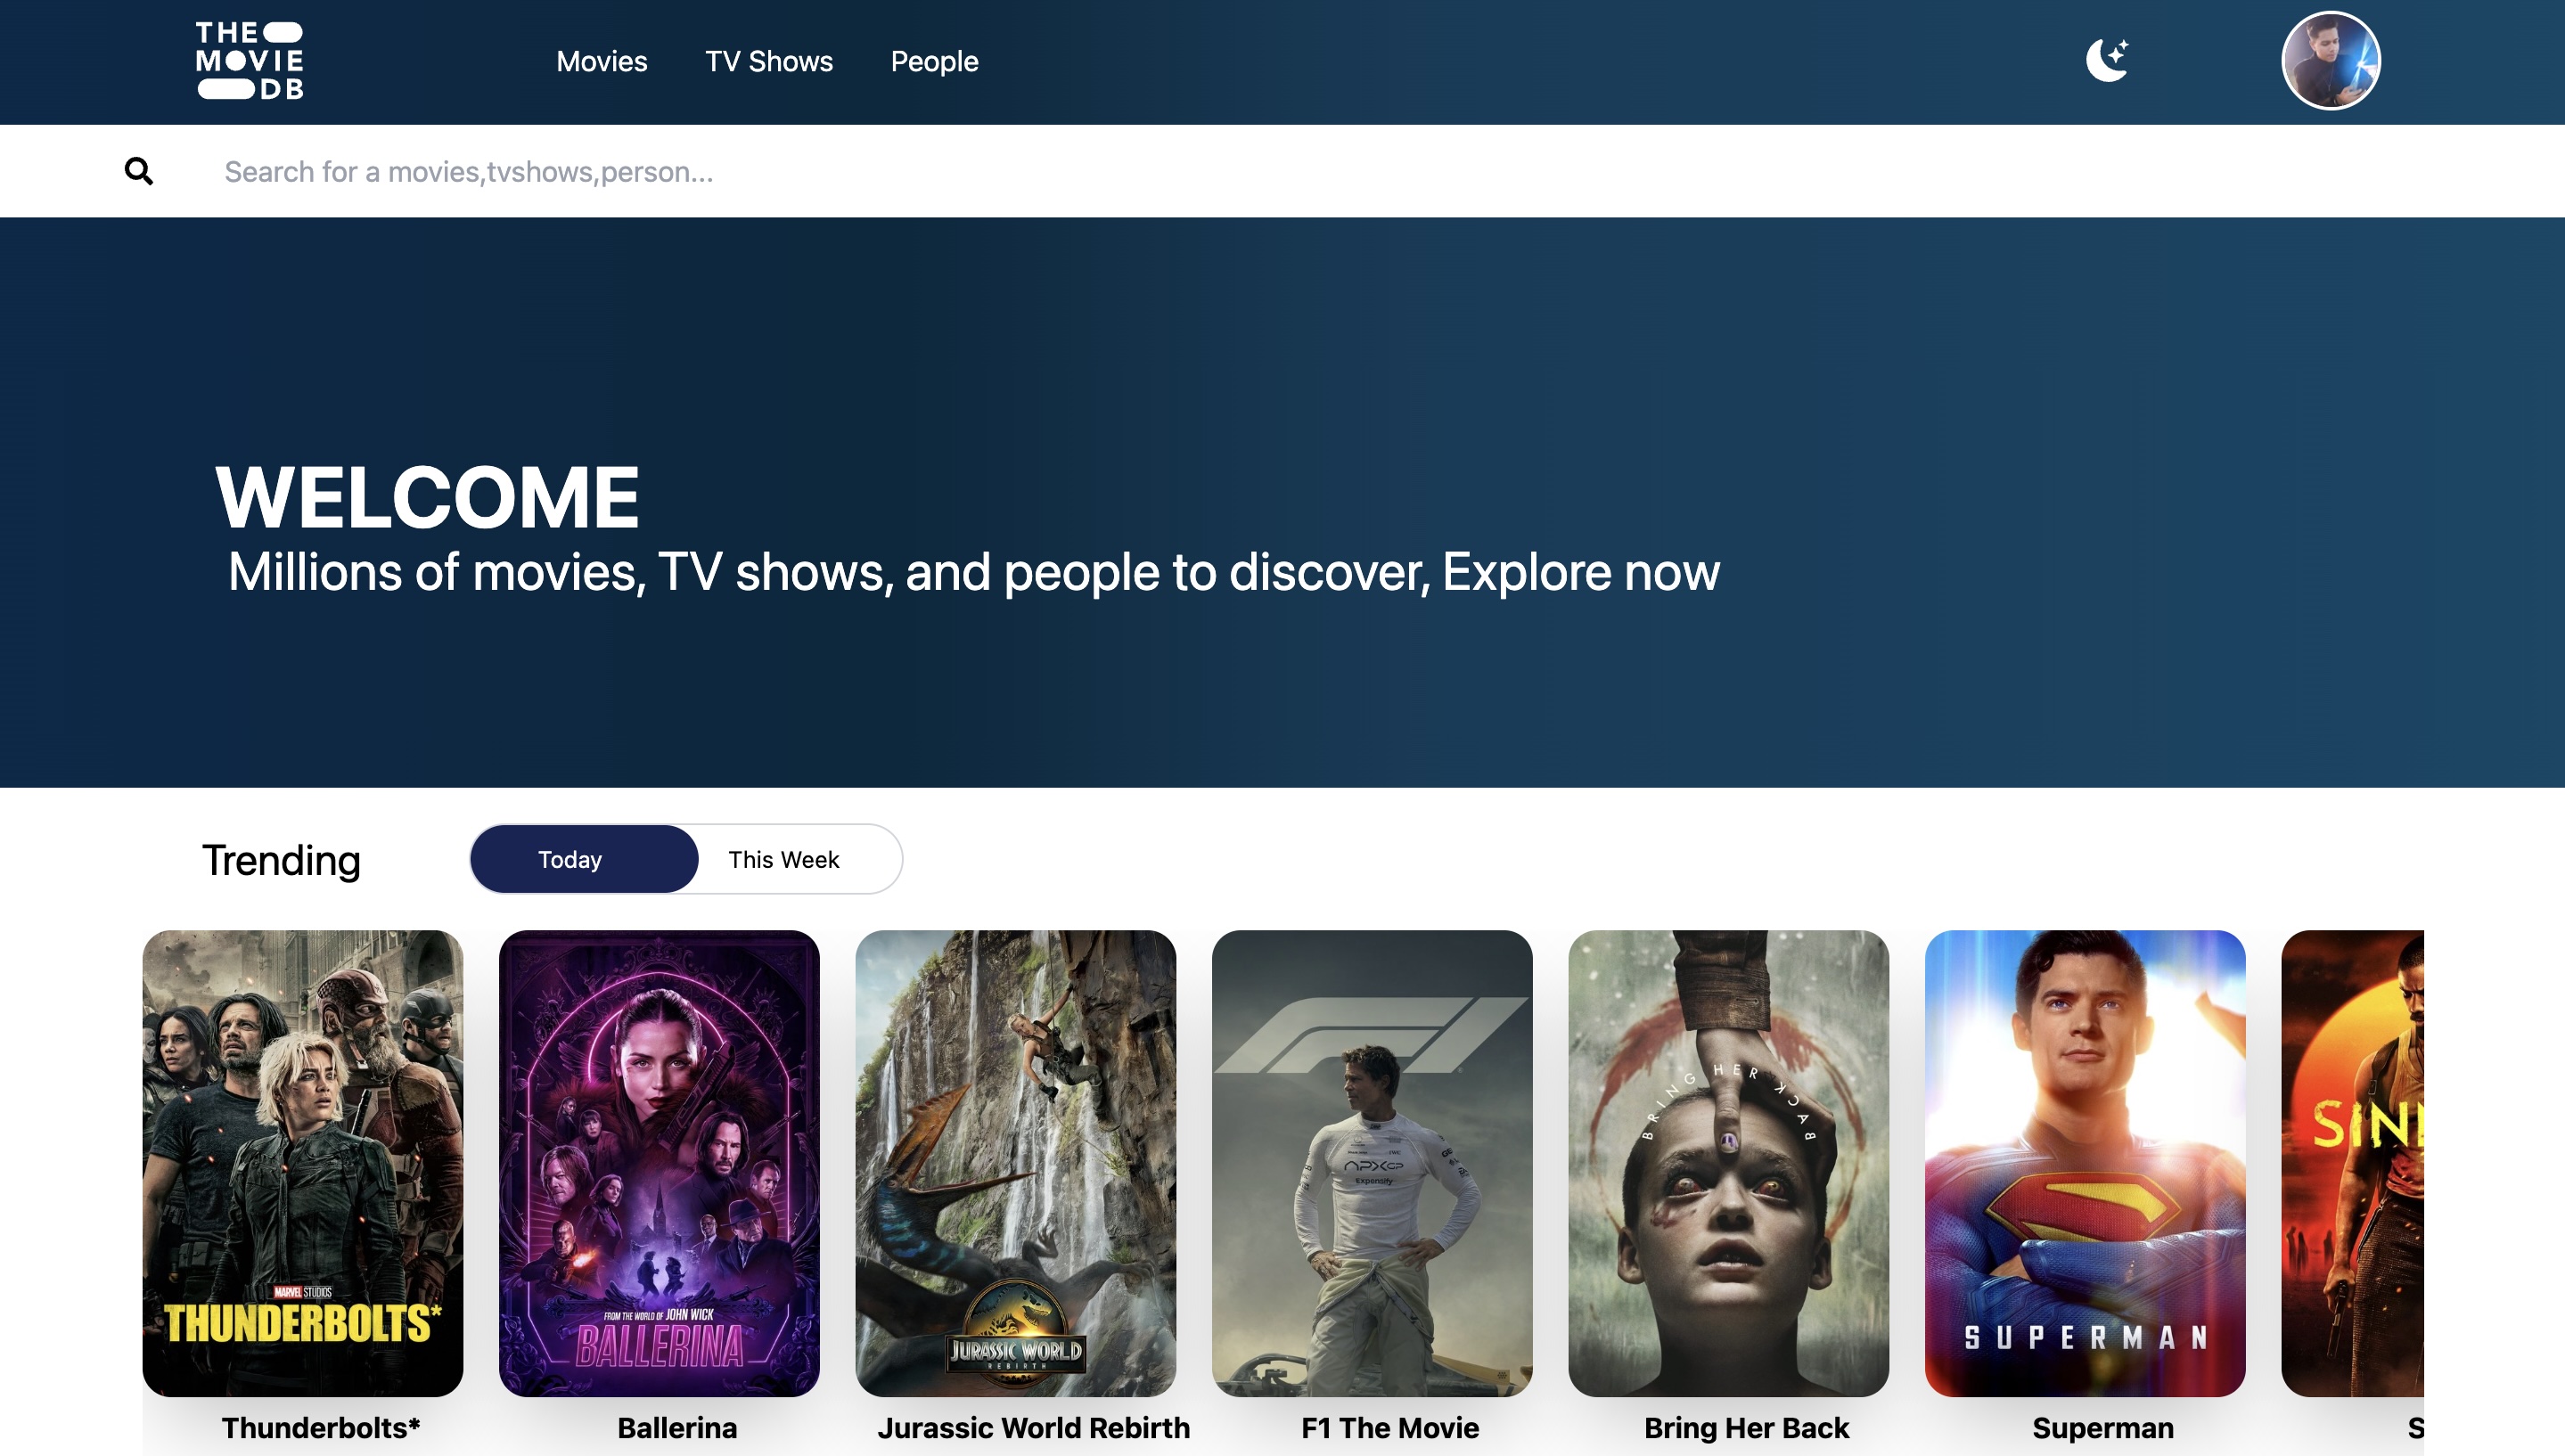 THE
MOVIE
DB
Movies TV Shows People
Search for a movies,tvshows,person...
WELCOME
Millions of movies, TV shows, and people to discover, Explore now
Trending Today This Week
MARVEL STUDIOS
THUNDERBOLTS*
FROM THE WORLD OF JOHN WICK
BALLERINA
JURASSIC WORLD
REBIRTH
F1
APXGP
Expensify
BRING HER BACK
SUPERMAN
SIN
Thunderbolts* Ballerina Jurassic World Rebirth F1 The Movie Bring Her Back Superman S